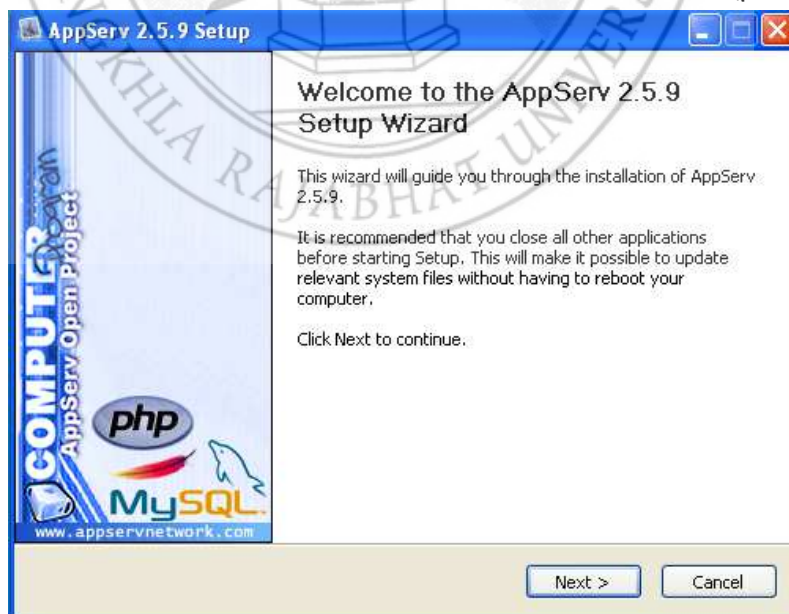 AppServ 2.5.9 Setup
Welcome to the AppServ 2.5.9
Setup Wizard
This wizard will guide you through the installation of AppServ
2.5.9.
It is recommended that you close all other applications
before starting Setup. This will make it possible to update
relevant system files without having to reboot your
computer.
Click Next to continue.
COMPUTER
Program
AppServ Open Project
php
MySQL
www.appservnetwork.com
RAJABHAT
Next >
Cancel